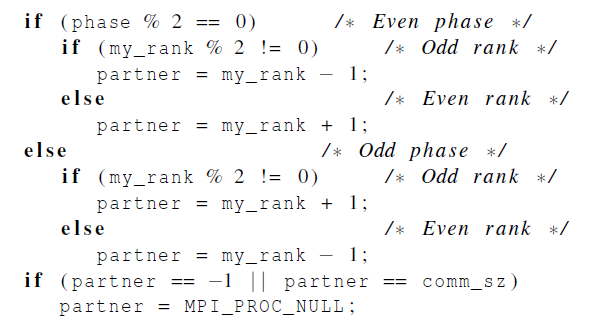 if (phase % 2 == 0) /* Even phase */
if (my_rank % 2 != 0) /* Odd rank */
partner = my_rank − 1;
else /* Even rank */
partner = my_rank + 1;
else /* Odd phase */
if (my_rank % 2 != 0) /* Odd rank */
partner = my_rank + 1;
else /* Even rank */
partner = my_rank − 1;
if (partner == −1 || partner == comm_sz)
partner = MPI_PROC_NULL;